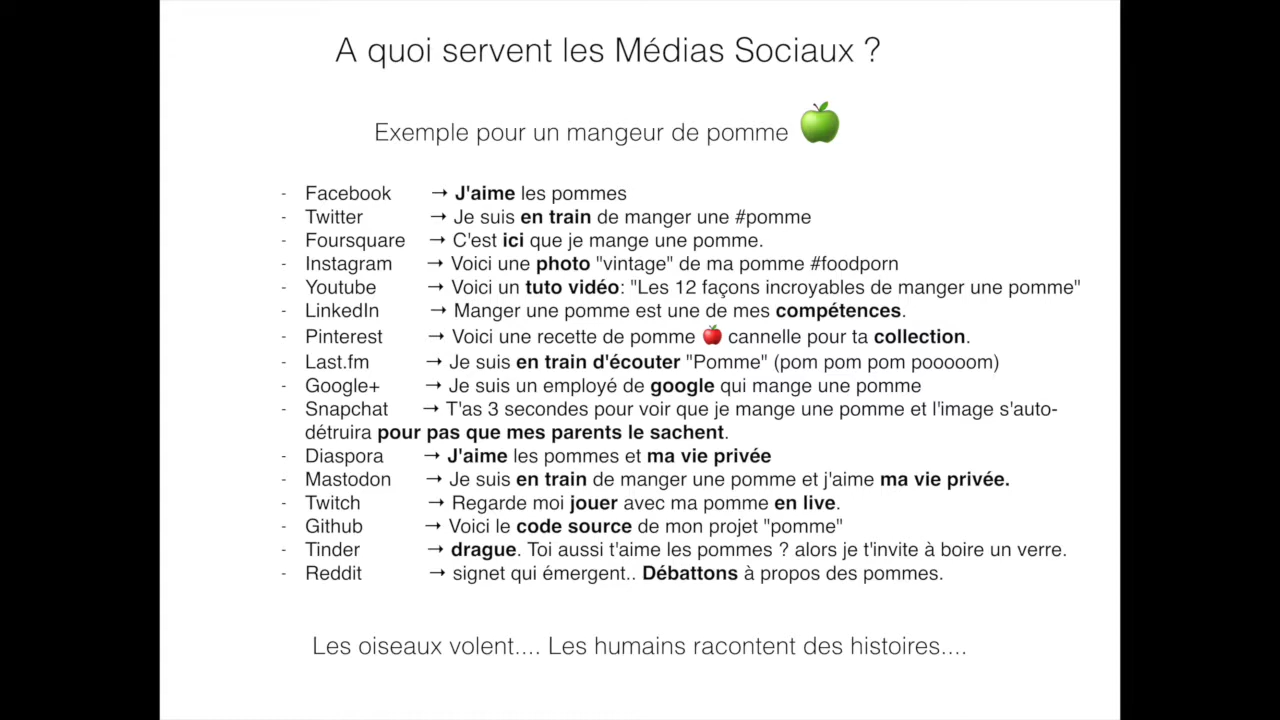 A quoi servent les Médias Sociaux ?
Exemple pour un mangeur de pomme 🍏
- Facebook → J'aime les pommes
- Twitter → Je suis en train de manger une #pomme
- Foursquare → C'est ici que je mange une pomme.
- Instagram → Voici une photo "vintage" de ma pomme #foodporn
- Youtube → Voici un tuto vidéo: "Les 12 façons incroyables de manger une pomme"
- LinkedIn → Manger une pomme est une de mes compétences.
- Pinterest → Voici une recette de pomme 🍎 cannelle pour ta collection.
- Last.fm → Je suis en train d'écouter "Pomme" (pom pom pom pooooom)
- Google+ → Je suis un employé de google qui mange une pomme
- Snapchat → T'as 3 secondes pour voir que je mange une pomme et l'image s'auto-
détruira pour pas que mes parents le sachent.
- Diaspora → J'aime les pommes et ma vie privée
- Mastodon → Je suis en train de manger une pomme et j'aime ma vie privée.
- Twitch → Regarde moi jouer avec ma pomme en live.
- Github → Voici le code source de mon projet "pomme"
- Tinder → drague. Toi aussi t'aime les pommes ? alors je t'invite à boire un verre.
- Reddit → signet qui émergent.. Débattons à propos des pommes.
Les oiseaux volent.... Les humains racontent des histoires....